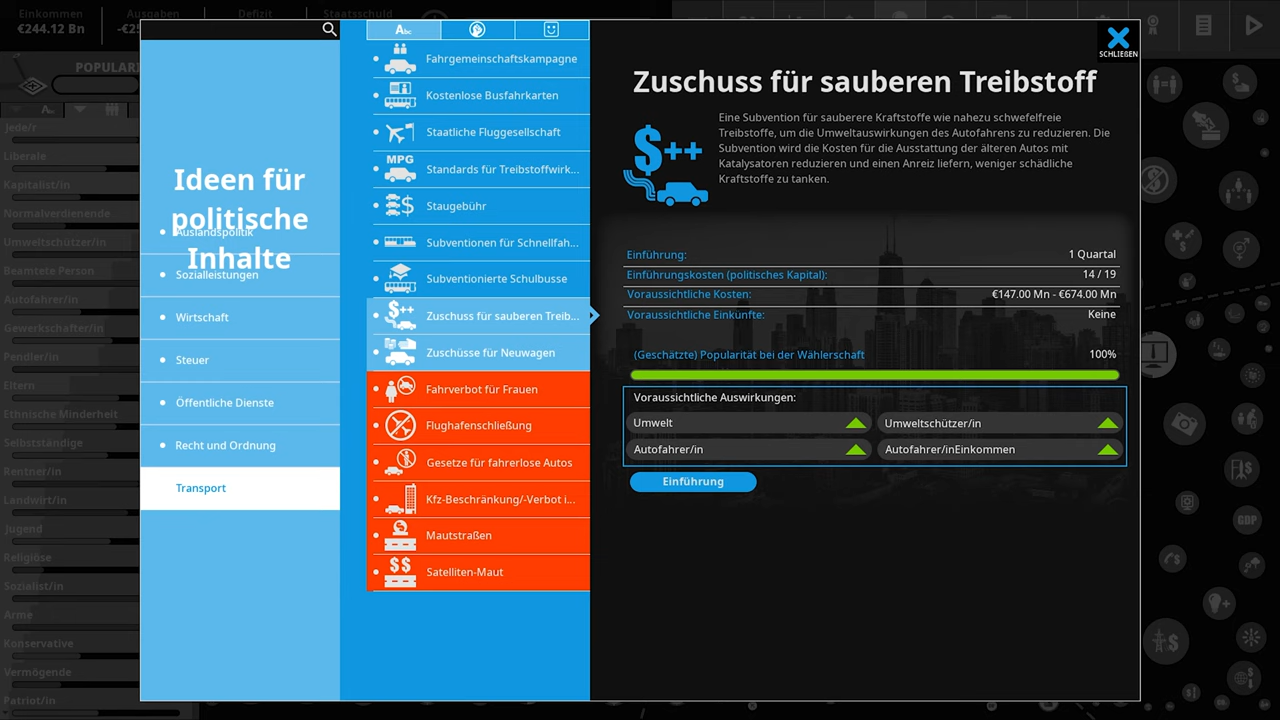 Einkommen
€244.12 Bn
Ausgaben
Defizit
Staatsschuld
SCHLIEßEN
Jede/r
Liberale
Kapitalist/in
Normalverdienende
Umweltschützer/in
Beamtete Person
Autofahrer/in
Gewerkschafter/in
Pendler/in
Eltern
Ethnische Minderheit
Selbstständige
Rentner/in
Landwirt/in
Jugend
Religiöse
Sozialist/in
Arme
Konservative
Vermögende
Patriot/in
Ideen für
politische
Inhalte
Auslandspolitik
Sozialleistungen
Wirtschaft
Steuer
Öffentliche Dienste
Recht und Ordnung
Transport
Abc
Fahrgemeinschaftskampagne
Kostenlose Busfahrkarten
Staatliche Fluggesellschaft
MPG
Standards für Treibstoffwirk...
Staugebühr
Subventionen für Schnellfah...
Subventionierte Schulbusse
Zuschuss für sauberen Treib...
Zuschüsse für Neuwagen
Fahrverbot für Frauen
Flughafenschließung
Gesetze für fahrerlose Autos
Kfz-Beschränkung/-Verbot i...
Mautstraßen
Satelliten-Maut
Zuschuss für sauberen Treibstoff
$++
Eine Subvention für sauberere Kraftstoffe wie nahezu schwefelfreie
Treibstoffe, um die Umweltauswirkungen des Autofahrens zu reduzieren. Die
Subvention wird die Kosten für die Ausstattung der älteren Autos mit
Katalysatoren reduzieren und einen Anreiz liefern, weniger schädliche
Kraftstoffe zu tanken.
Einführung: 1 Quartal
Einführungskosten (politisches Kapital): 14 / 19
Voraussichtliche Kosten: €147.00 Mn - €674.00 Mn
Voraussichtliche Einkünfte: Keine
(Geschätzte) Popularität bei der Wählerschaft 100%
Voraussichtliche Auswirkungen:
Umwelt Umweltschützer/in
Autofahrer/in Autofahrer/inEinkommen
Einführung
GDP